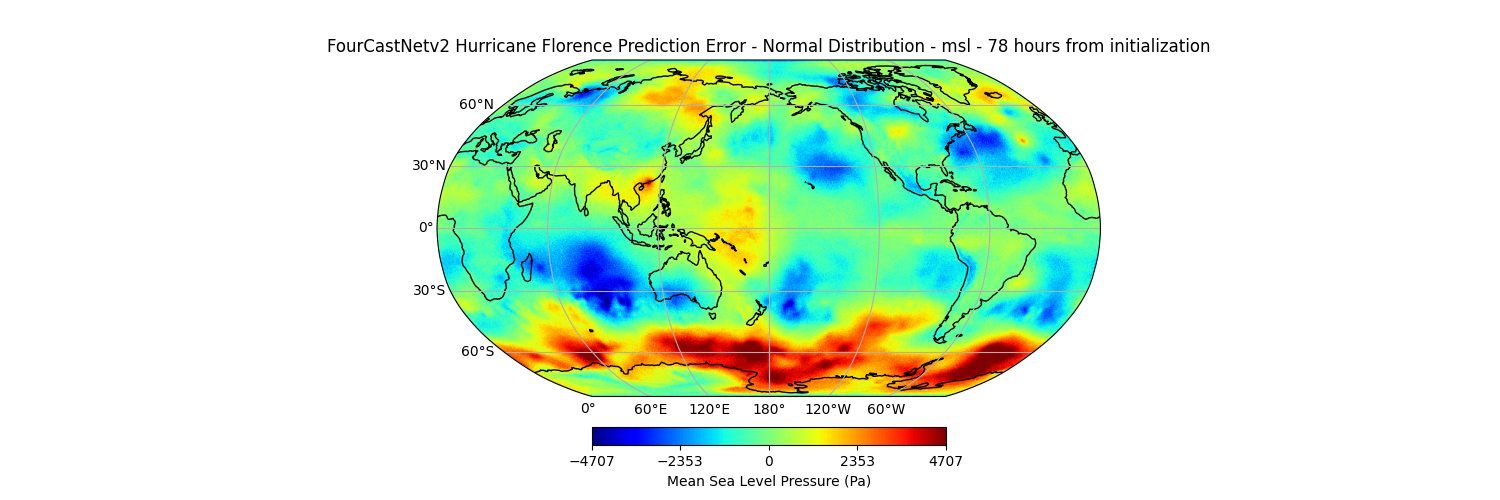 FourCastNetv2 Hurricane Florence Prediction Error - Normal Distribution - msl - 78 hours from initialization
60°N
30°N
0°
30°S
60°S
0° 60°E 120°E 180° 120°W 60°W
−4707 −2353 0 2353 4707
Mean Sea Level Pressure (Pa)